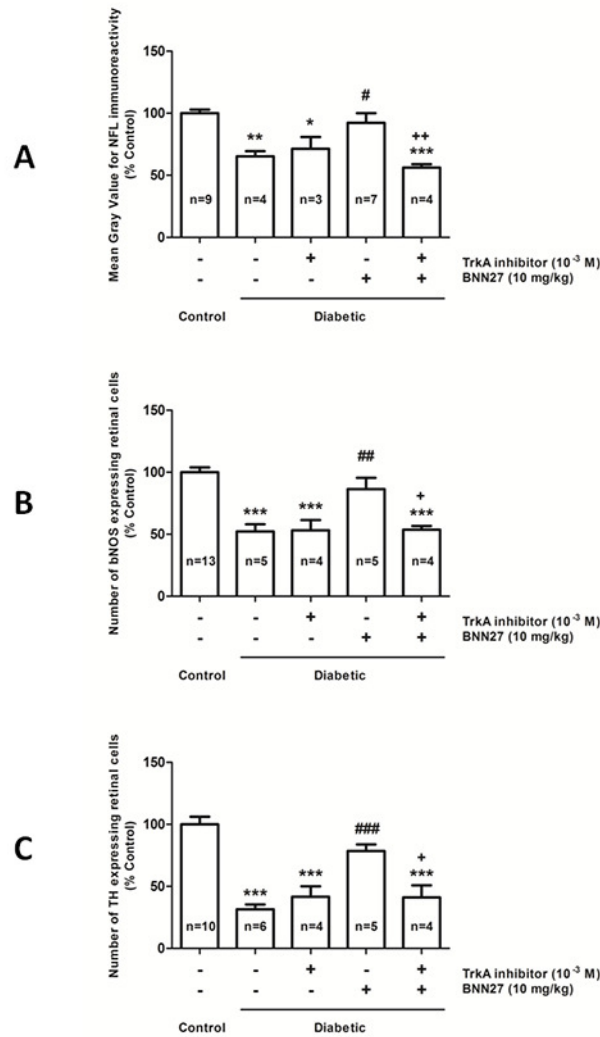 A
Mean Gray Value for NFL immunoreactivity
(% Control)
150
100
50
0
**
*
#
++
***
n=9 n=4 n=3 n=7 n=4
- - + - + TrkA inhibitor (10⁻³ M)
- - - + + BNN27 (10 mg/kg)
Control Diabetic
B
Number of bNOS expressing retinal cells
(% Control)
150
100
50
0
***
***
##
+
***
n=13 n=5 n=4 n=5 n=4
- - + - + TrkA inhibitor (10⁻³ M)
- - - + + BNN27 (10 mg/kg)
Control Diabetic
C
Number of TH expressing retinal cells
(% Control)
150
100
50
0
***
***
###
+
***
n=10 n=6 n=4 n=5 n=4
- - + - + TrkA inhibitor (10⁻³ M)
- - - + + BNN27 (10 mg/kg)
Control Diabetic